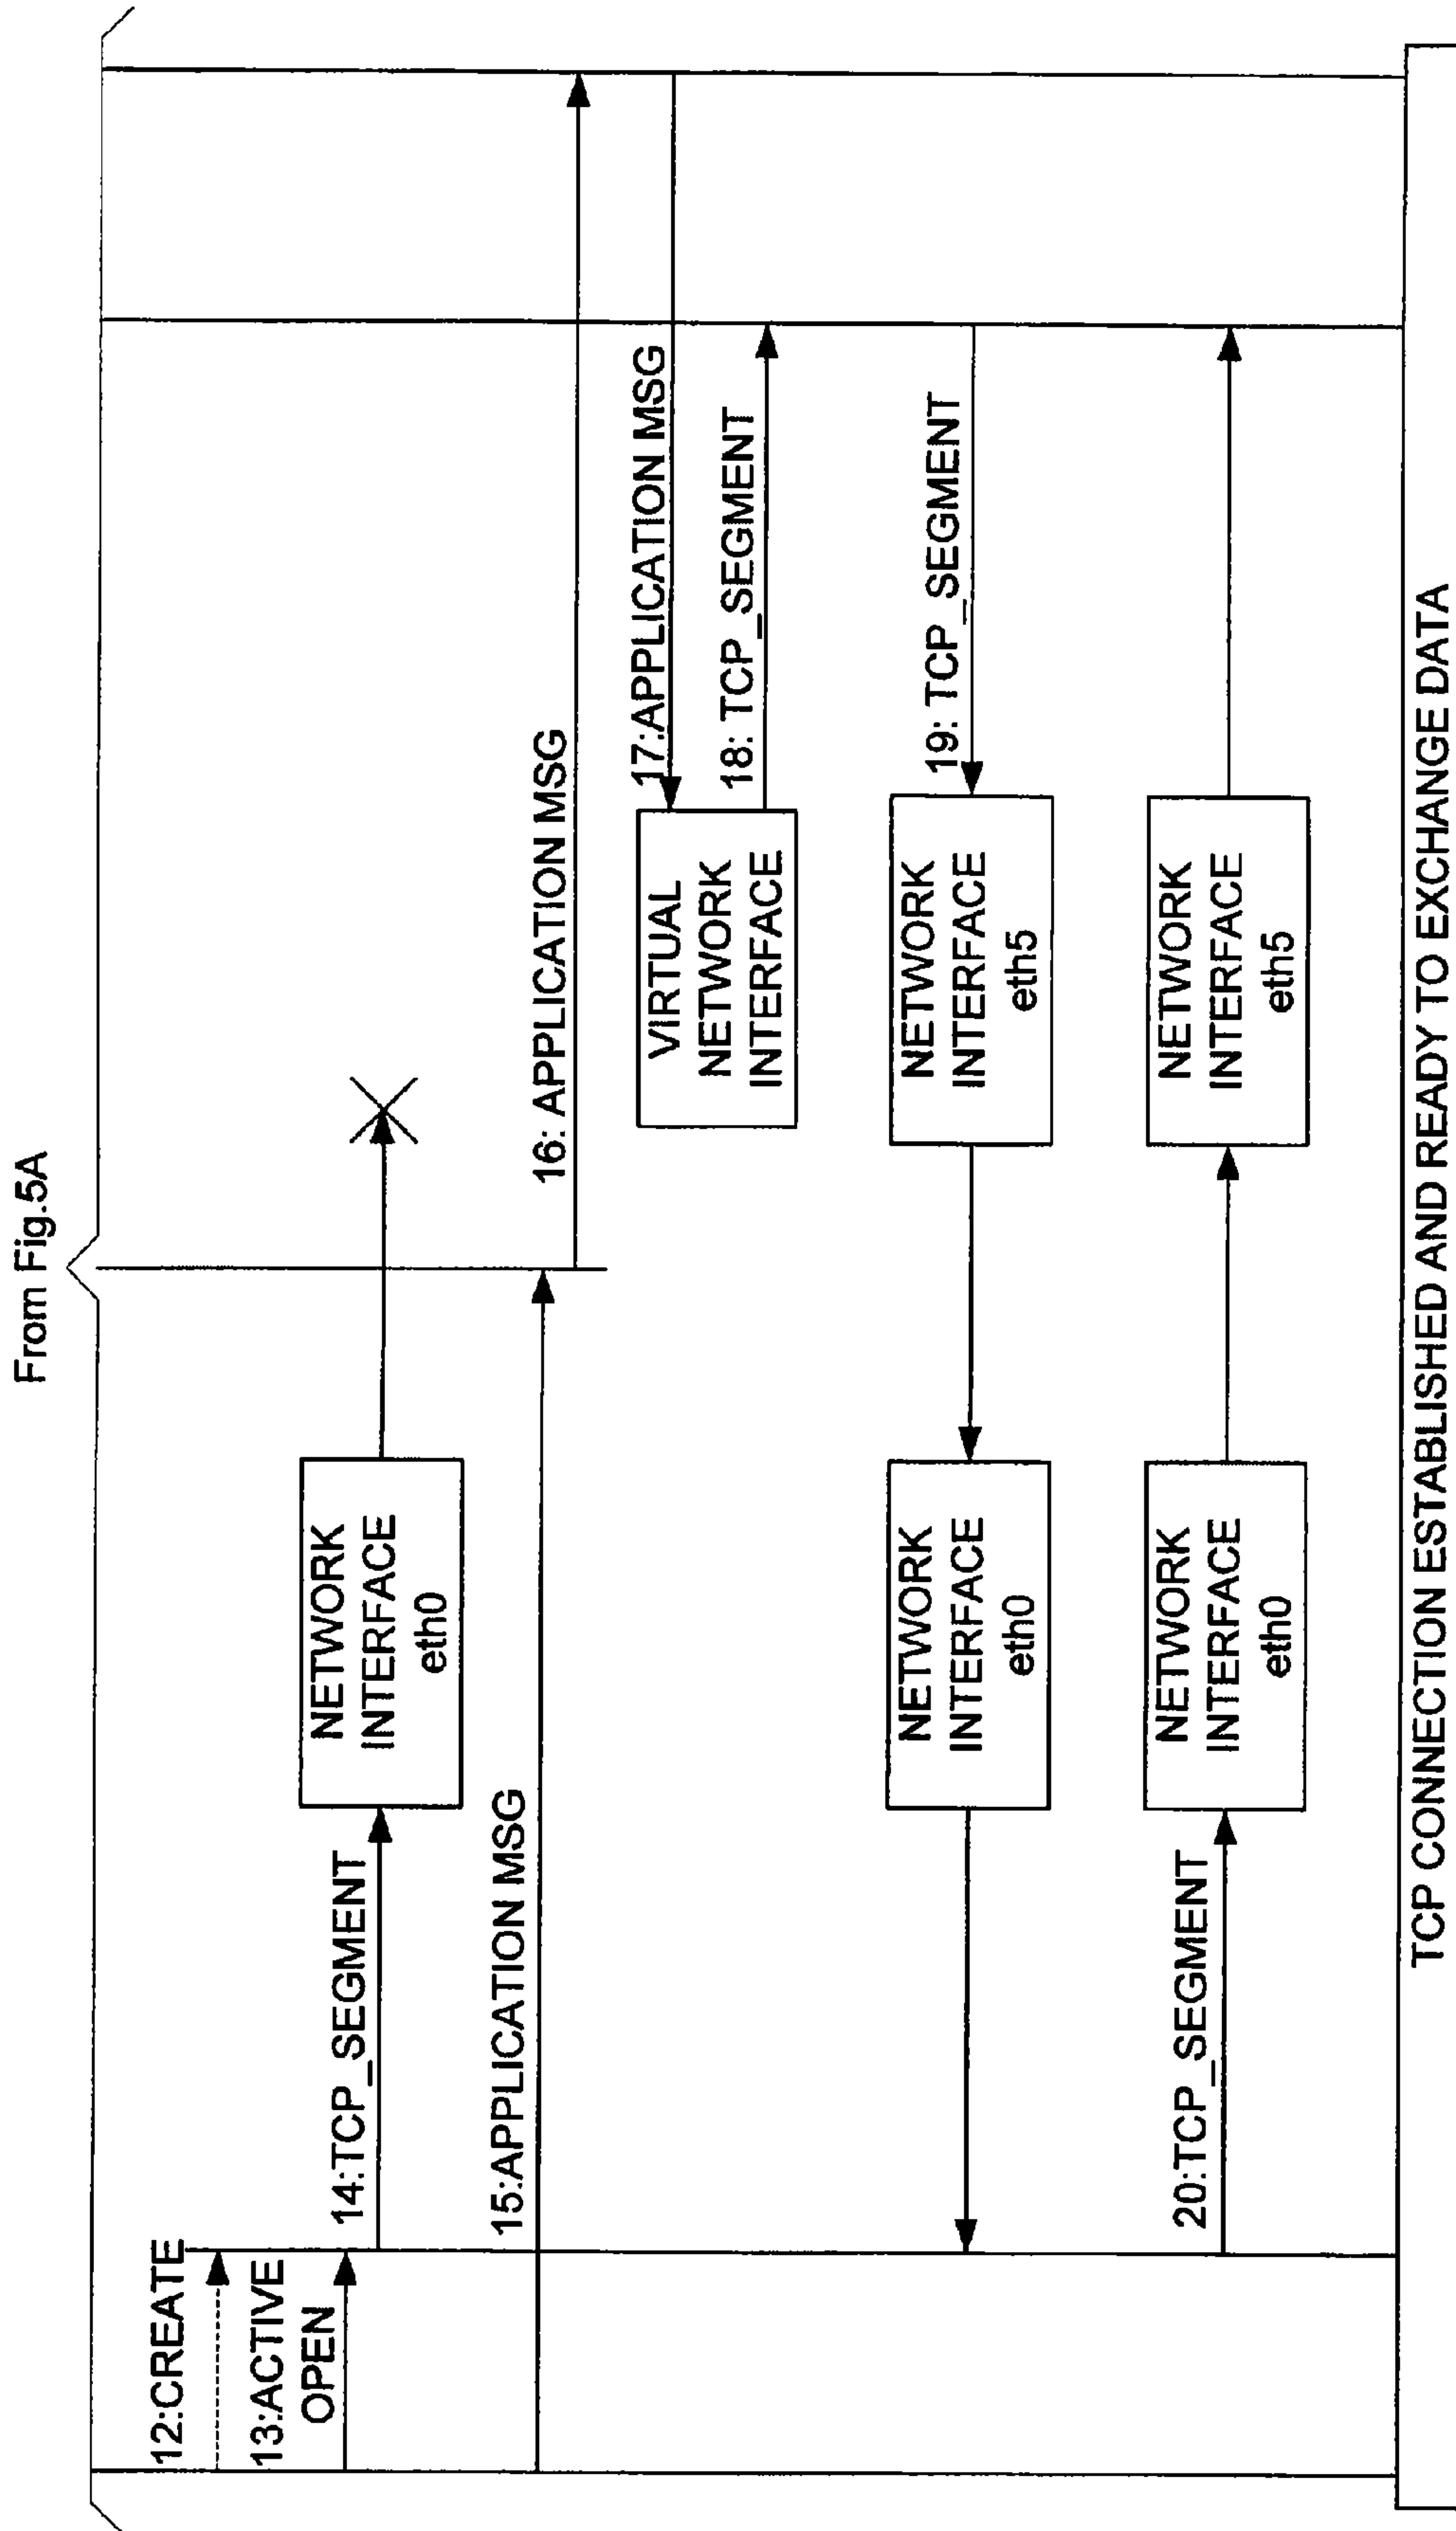 From Fig.5A
12:CREATE
13:ACTIVE
OPEN
14:TCP_SEGMENT
NETWORK
INTERFACE
eth0
15:APPLICATION MSG
16: APPLICATION MSG
17:APPLICATION MSG
VIRTUAL
NETWORK
INTERFACE
18: TCP_SEGMENT
19: TCP_SEGMENT
NETWORK
INTERFACE
eth0
NETWORK
INTERFACE
eth5
20:TCP_SEGMENT
NETWORK
INTERFACE
eth0
NETWORK
INTERFACE
eth5
TCP CONNECTION ESTABLISHED AND READY TO EXCHANGE DATA